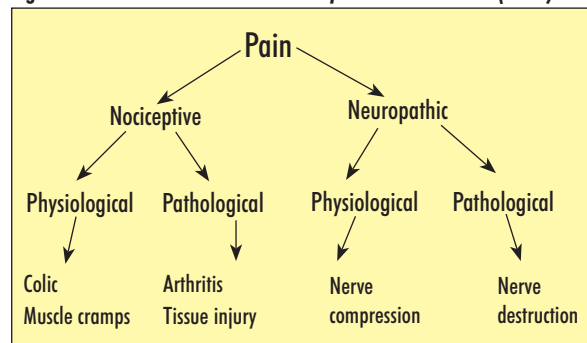 Pain
Nociceptive Neuropathic
Physiological Pathological Physiological Pathological
Colic Arthritis Nerve Nerve
Muscle cramps Tissue injury compression destruction